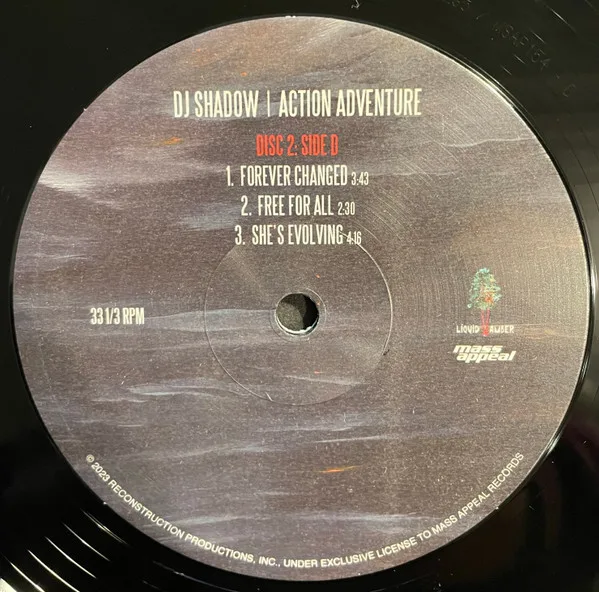 DJ SHADOW | ACTION ADVENTURE
DISC 2: SIDE D
1. FOREVER CHANGED 3:43
2. FREE FOR ALL 2:30
3. SHE'S EVOLVING 4:16
33 1/3 RPM
LIQUID AMBER
mass appeal
© 2023 RECONSTRUCTION PRODUCTIONS, INC., UNDER EXCLUSIVE LICENSE TO MASS APPEAL RECORDS